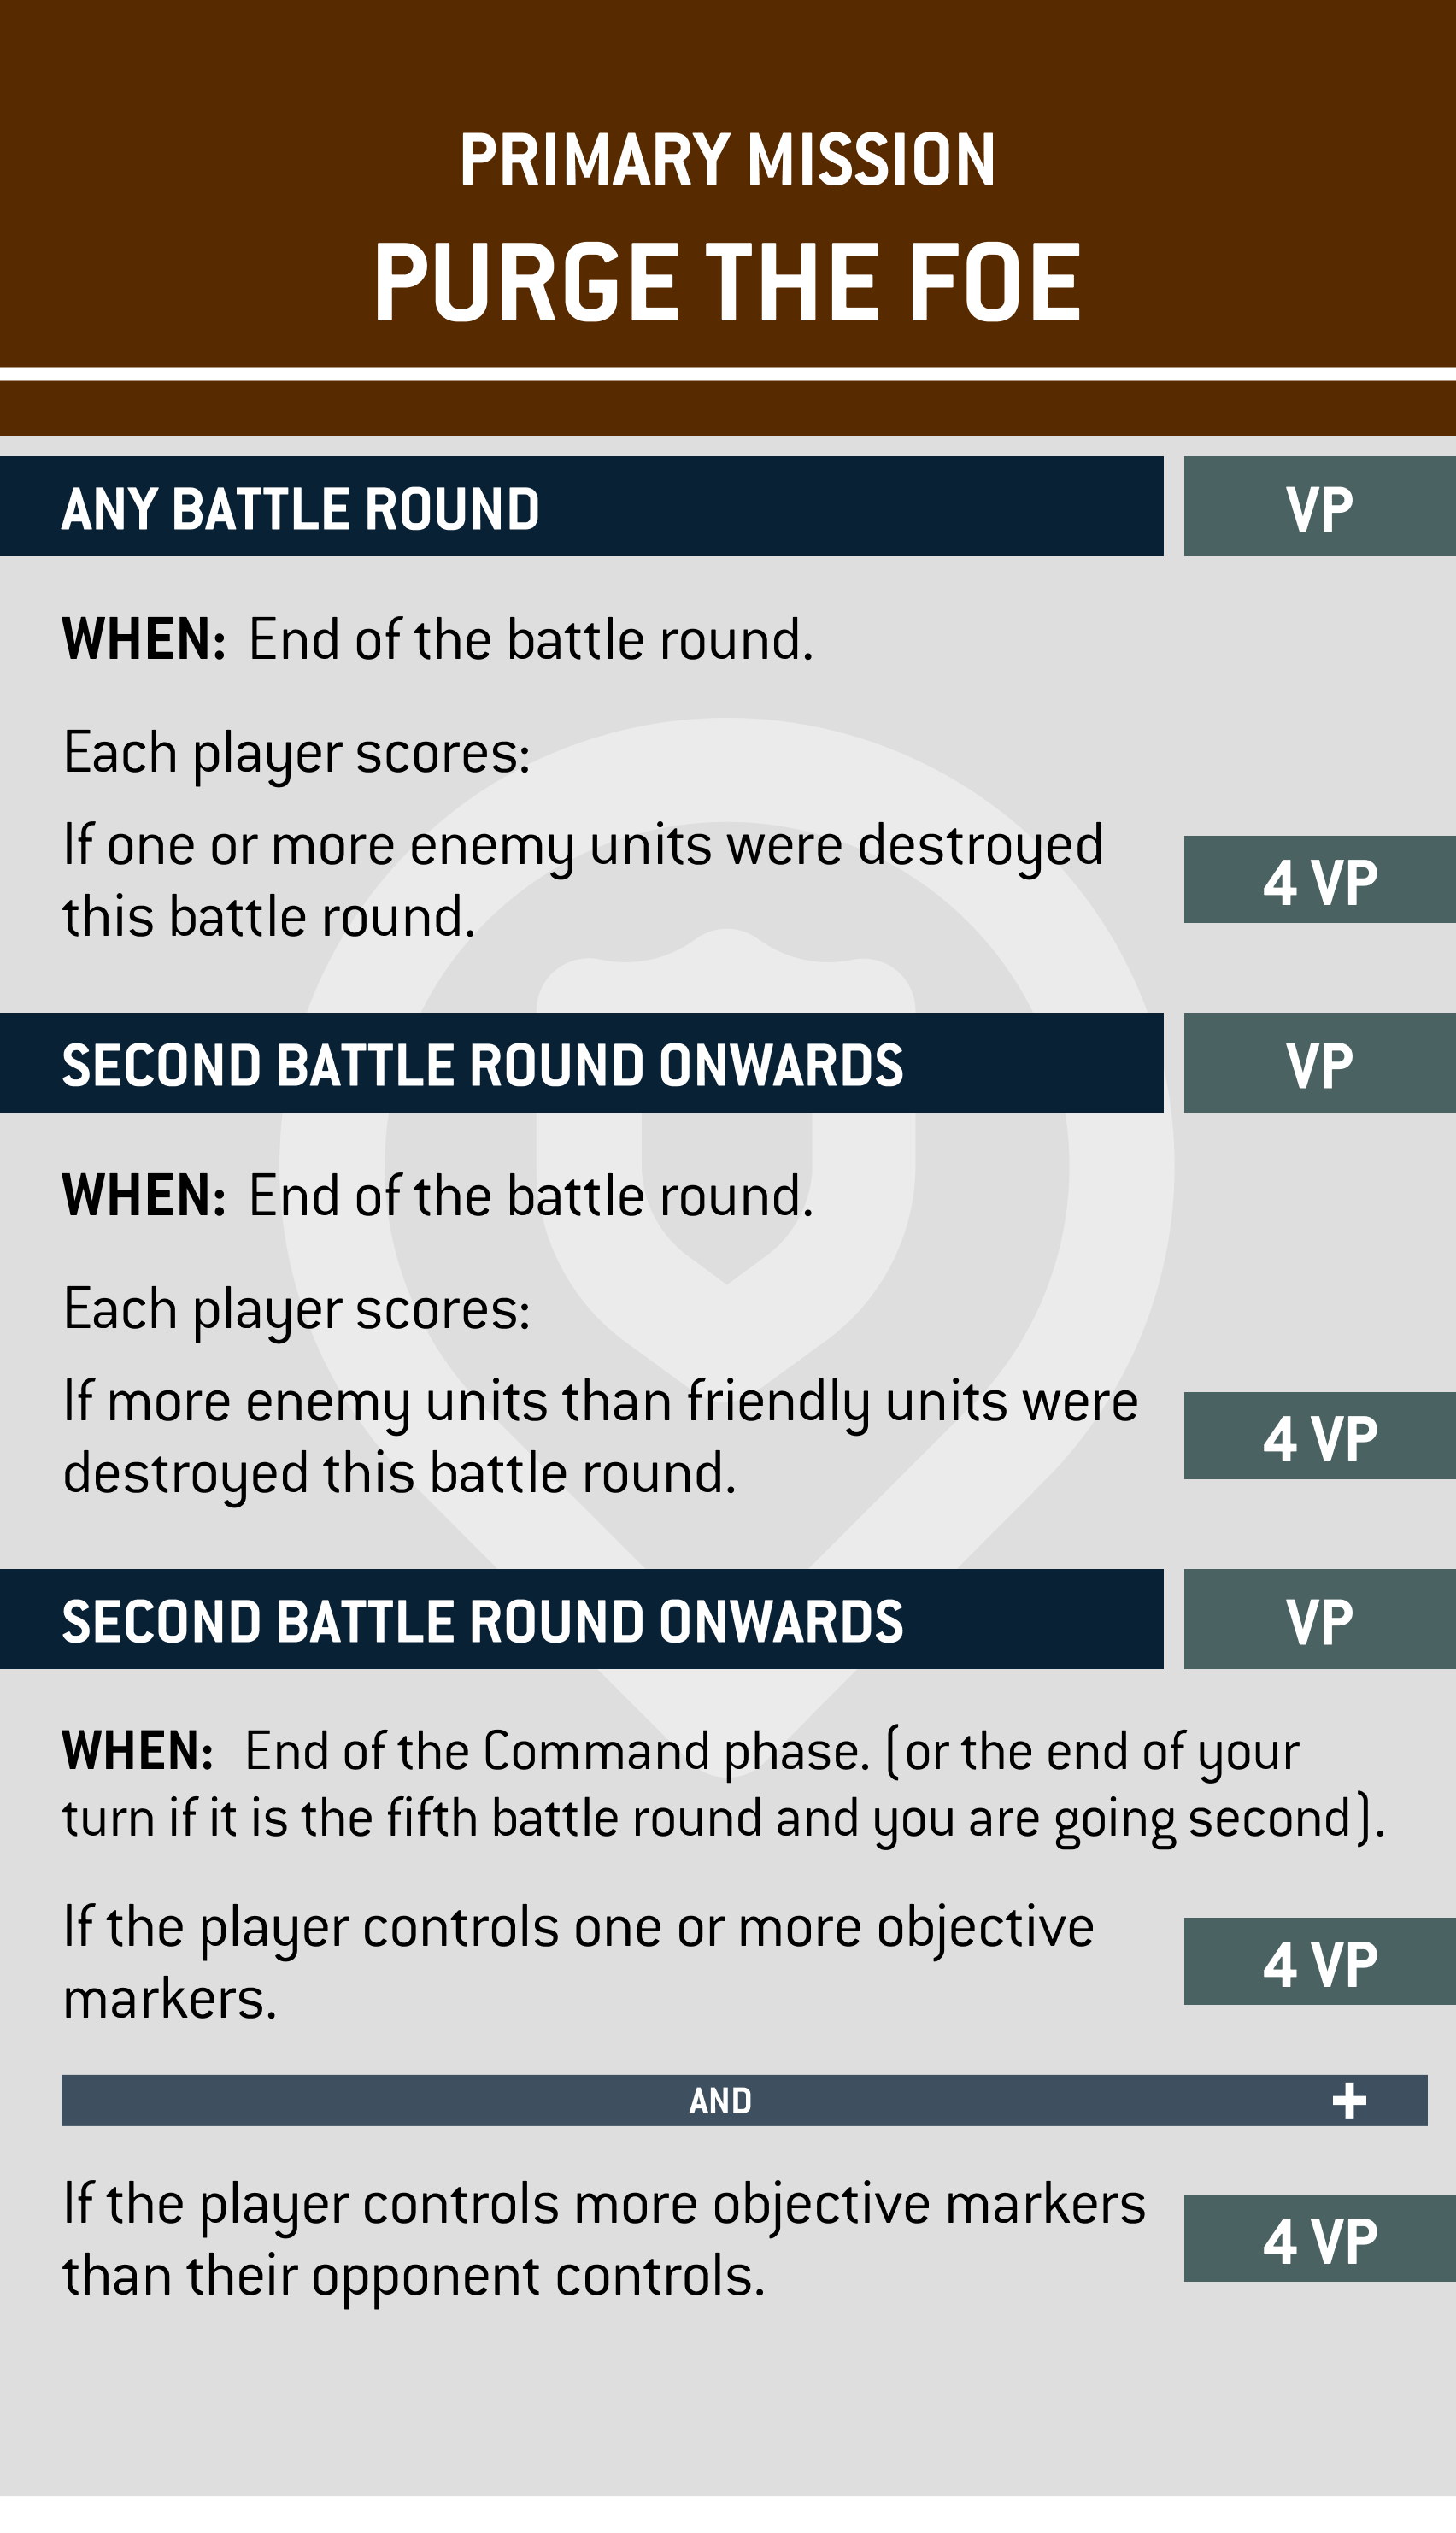 PRIMARY MISSION
PURGE THE FOE
ANY BATTLE ROUND VP
WHEN: End of the battle round.
Each player scores:
If one or more enemy units were destroyed
this battle round.
4 VP
SECOND BATTLE ROUND ONWARDS VP
WHEN: End of the battle round.
Each player scores:
If more enemy units than friendly units were
destroyed this battle round.
4 VP
SECOND BATTLE ROUND ONWARDS VP
WHEN: End of the Command phase. (or the end of your
turn if it is the fifth battle round and you are going second).
If the player controls one or more objective
markers.
4 VP
AND +
If the player controls more objective markers
than their opponent controls.
4 VP